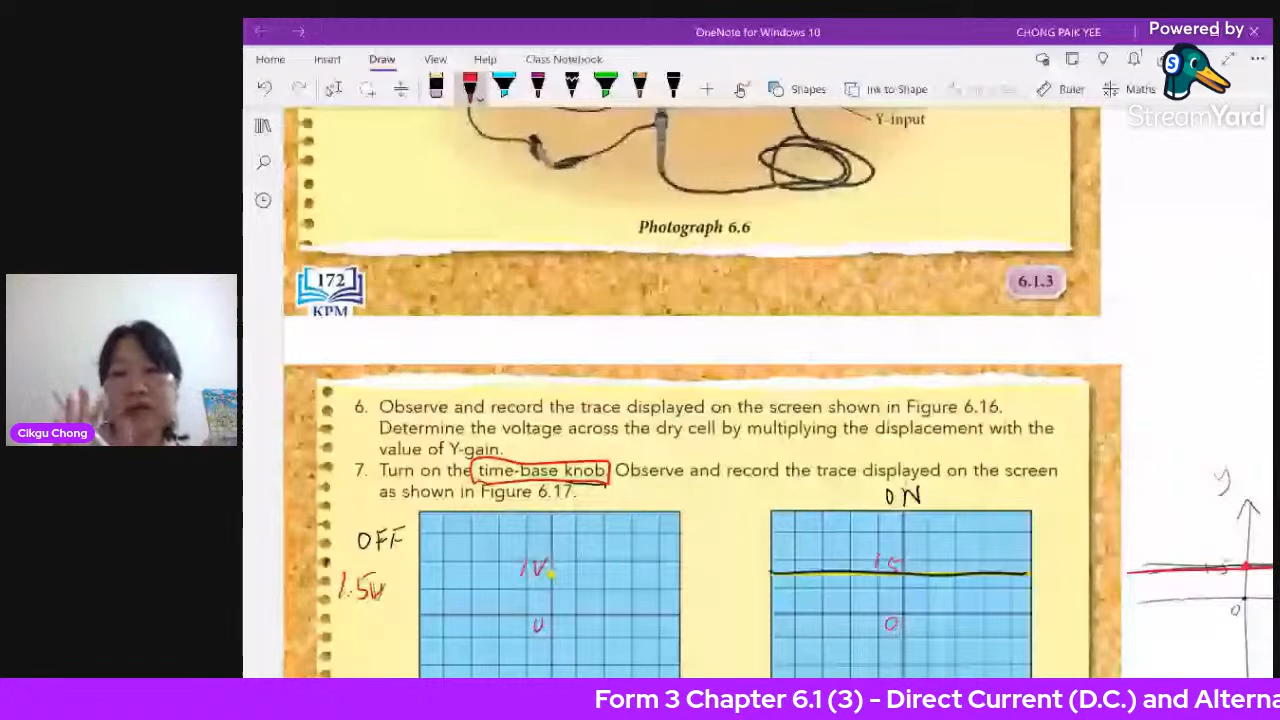 OneNote for Windows 10
CHONG PAIK YEE
Powered by
StreamYard
Home Insert Draw View Help Class Notebook
Shapes Ink to Shape Ruler Maths
Y-input
Photograph 6.6
172
KPM
6.1.3
6. Observe and record the trace displayed on the screen shown in Figure 6.16.
Determine the voltage across the dry cell by multiplying the displacement with the
value of Y-gain.
7. Turn on the time-base knob. Observe and record the trace displayed on the screen
as shown in Figure 6.17.
ON
OFF
1.5V
1V
0
1.5
0
y
0
Cikgu Chong
Form 3 Chapter 6.1 (3) - Direct Current (D.C.) and Alterna